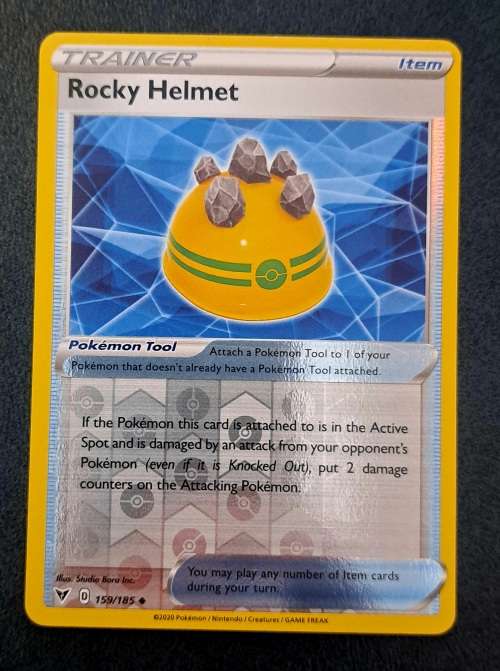 TRAINER Item
Rocky Helmet
Pokémon Tool Attach a Pokémon Tool to 1 of your
Pokémon that doesn't already have a Pokémon Tool attached.
If the Pokémon this card is attached to is in the Active
Spot and is damaged by an attack from your opponent's
Pokémon (even if it is Knocked Out), put 2 damage
counters on the Attacking Pokémon.
You may play any number of Item cards
during your turn.
Illus. Studio Bora Inc.
D 159/185
©2020 Pokémon / Nintendo / Creatures / GAME FREAK